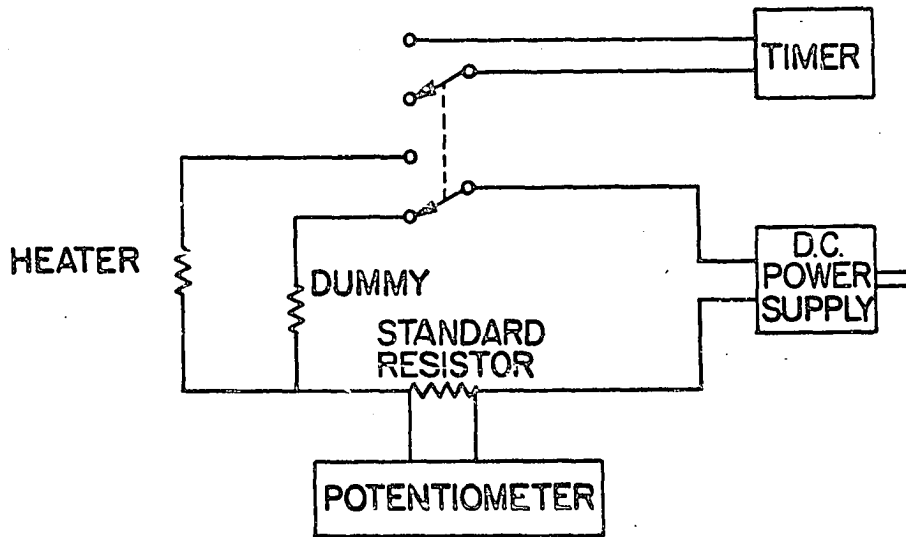 TIMER
HEATER
DUMMY
STANDARD
RESISTOR
D.C.
POWER
SUPPLY
POTENTIOMETER